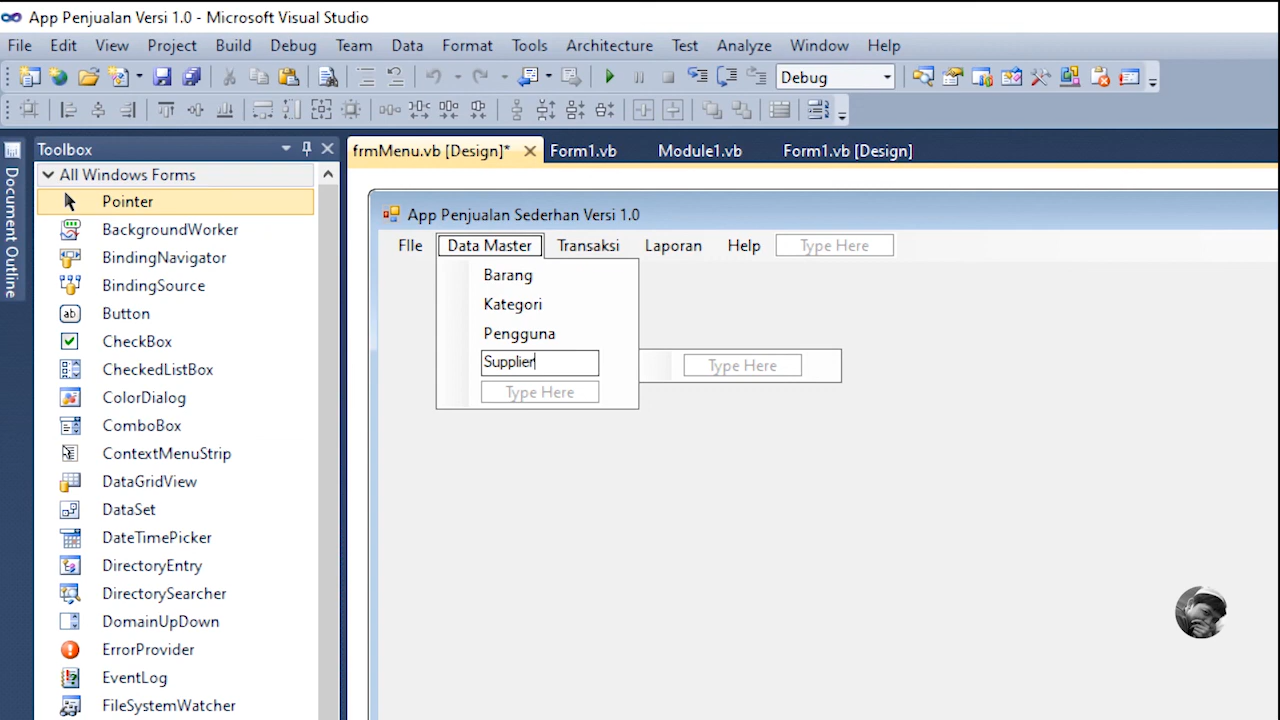 App Penjualan Versi 1.0 - Microsoft Visual Studio
File Edit View Project Build Debug Team Data Format Tools Architecture Test Analyze Window Help
Debug
Toolbox
frmMenu.vb [Design]* Form1.vb Module1.vb Form1.vb [Design]
Document Outline
All Windows Forms
Pointer
BackgroundWorker
BindingNavigator
BindingSource
ab Button
CheckBox
CheckedListBox
ColorDialog
ComboBox
ContextMenuStrip
DataGridView
DataSet
DateTimePicker
DirectoryEntry
DirectorySearcher
DomainUpDown
ErrorProvider
EventLog
FileSystemWatcher
App Penjualan Sederhan Versi 1.0
FIle Data Master Transaksi Laporan Help Type Here
Barang
Kategori
Pengguna
Supplier Type Here
Type Here